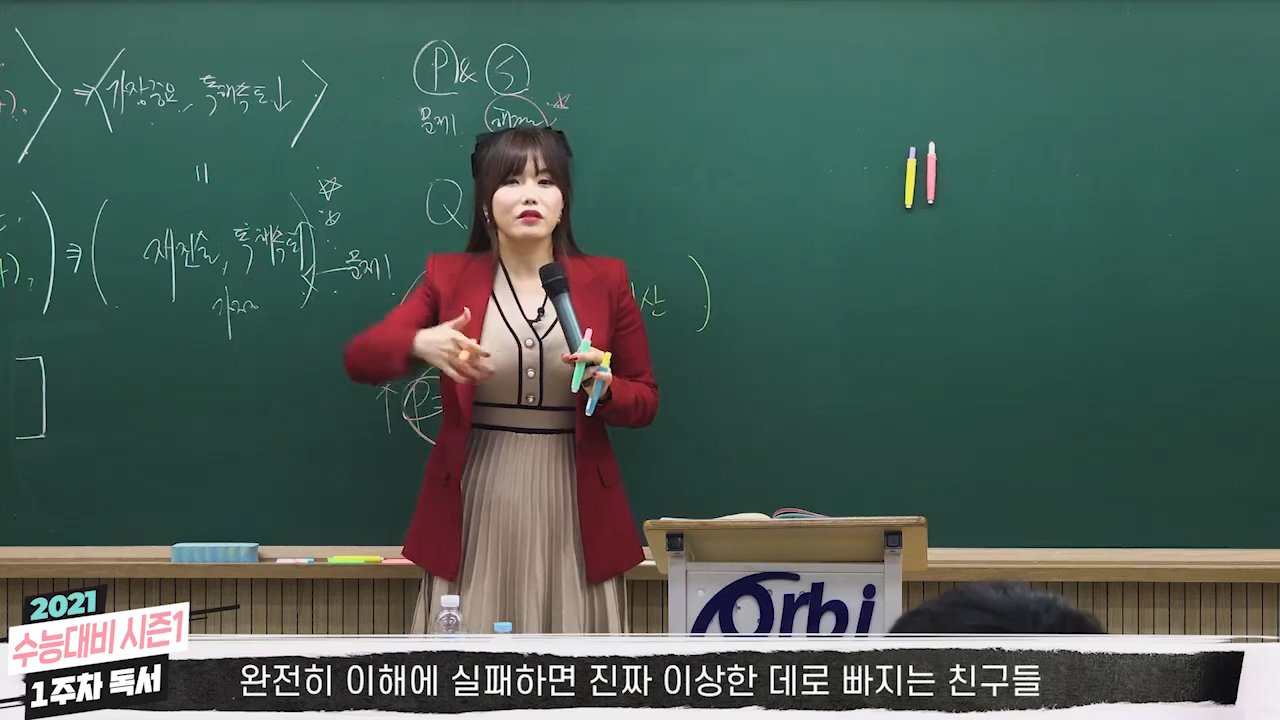 가장중요, 독해속도↓
P & S
문제
Q
재진술, 독해속도
문제
Orbi
2021
수능대비 시즌1
1주차 독서
완전히 이해에 실패하면 진짜 이상한 데로 빠지는 친구들